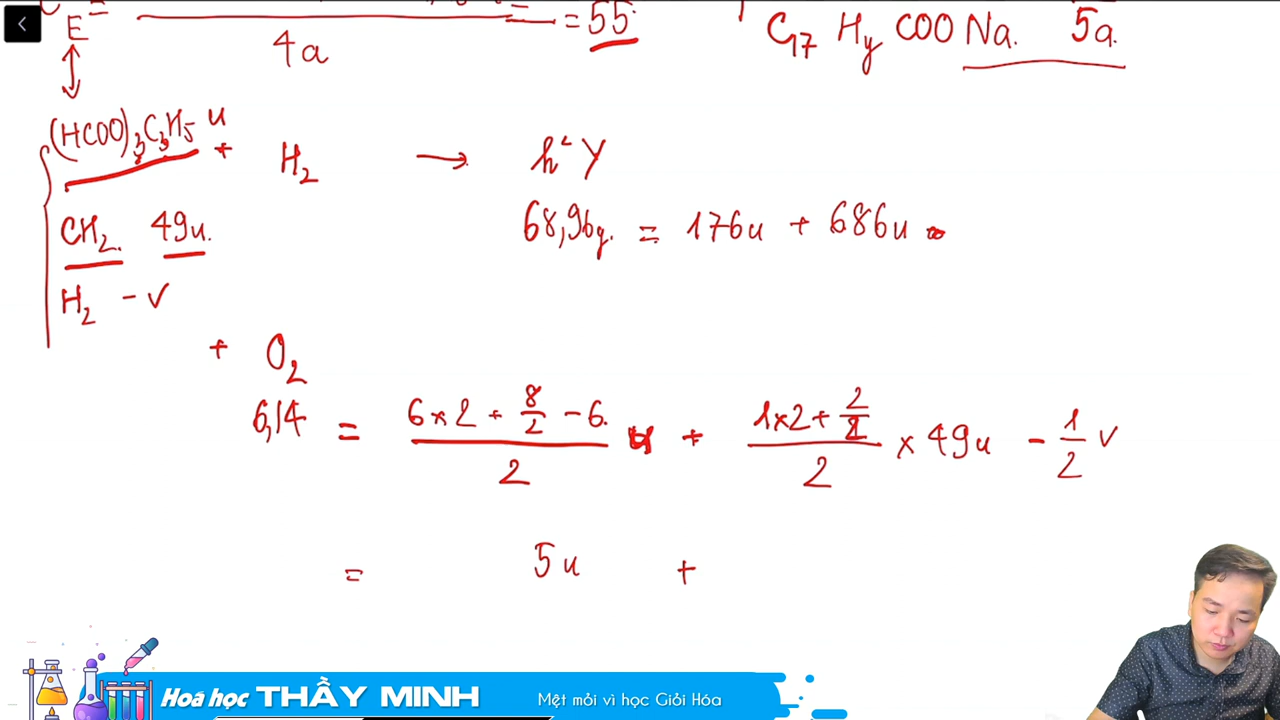 E = = 55
4a
C17 Hy COO Na. 5a.
(HCOO)3C3H5 u + H2 → h² Y
CH2 49u. 68,96g. = 176u + 686u
H2 - v
+ O2
6,14 = (6×2 + 8/2 - 6)/2 u + (1×2 + 2/2)/2 × 49u - 1/2 v
= 5u +
Hoá học THẦY MINH Mệt mỏi vì học Giỏi Hóa